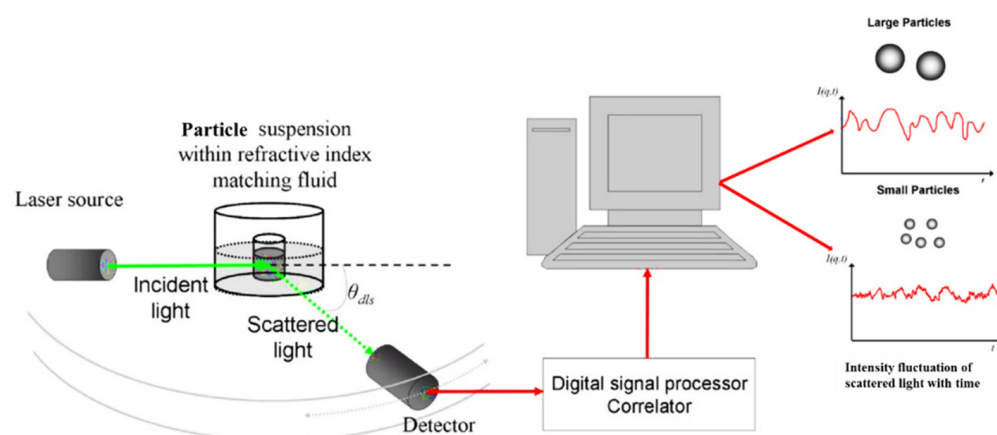 Large Particles
I(q,t)
t
Small Particles
I(q,t)
t
Intensity fluctuation of
scattered light with time
Particle suspension
within refractive index
matching fluid
Laser source
Incident
light
θdls
Scattered
light
Detector
Digital signal processor
Correlator